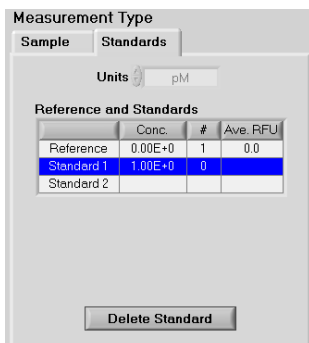 Measurement Type
Sample Standards
Units pM
Reference and Standards
Conc. # Ave. RFU
Reference 0.00E+0 1 0.0
Standard 1 1.00E+0 0
Standard 2
Delete Standard